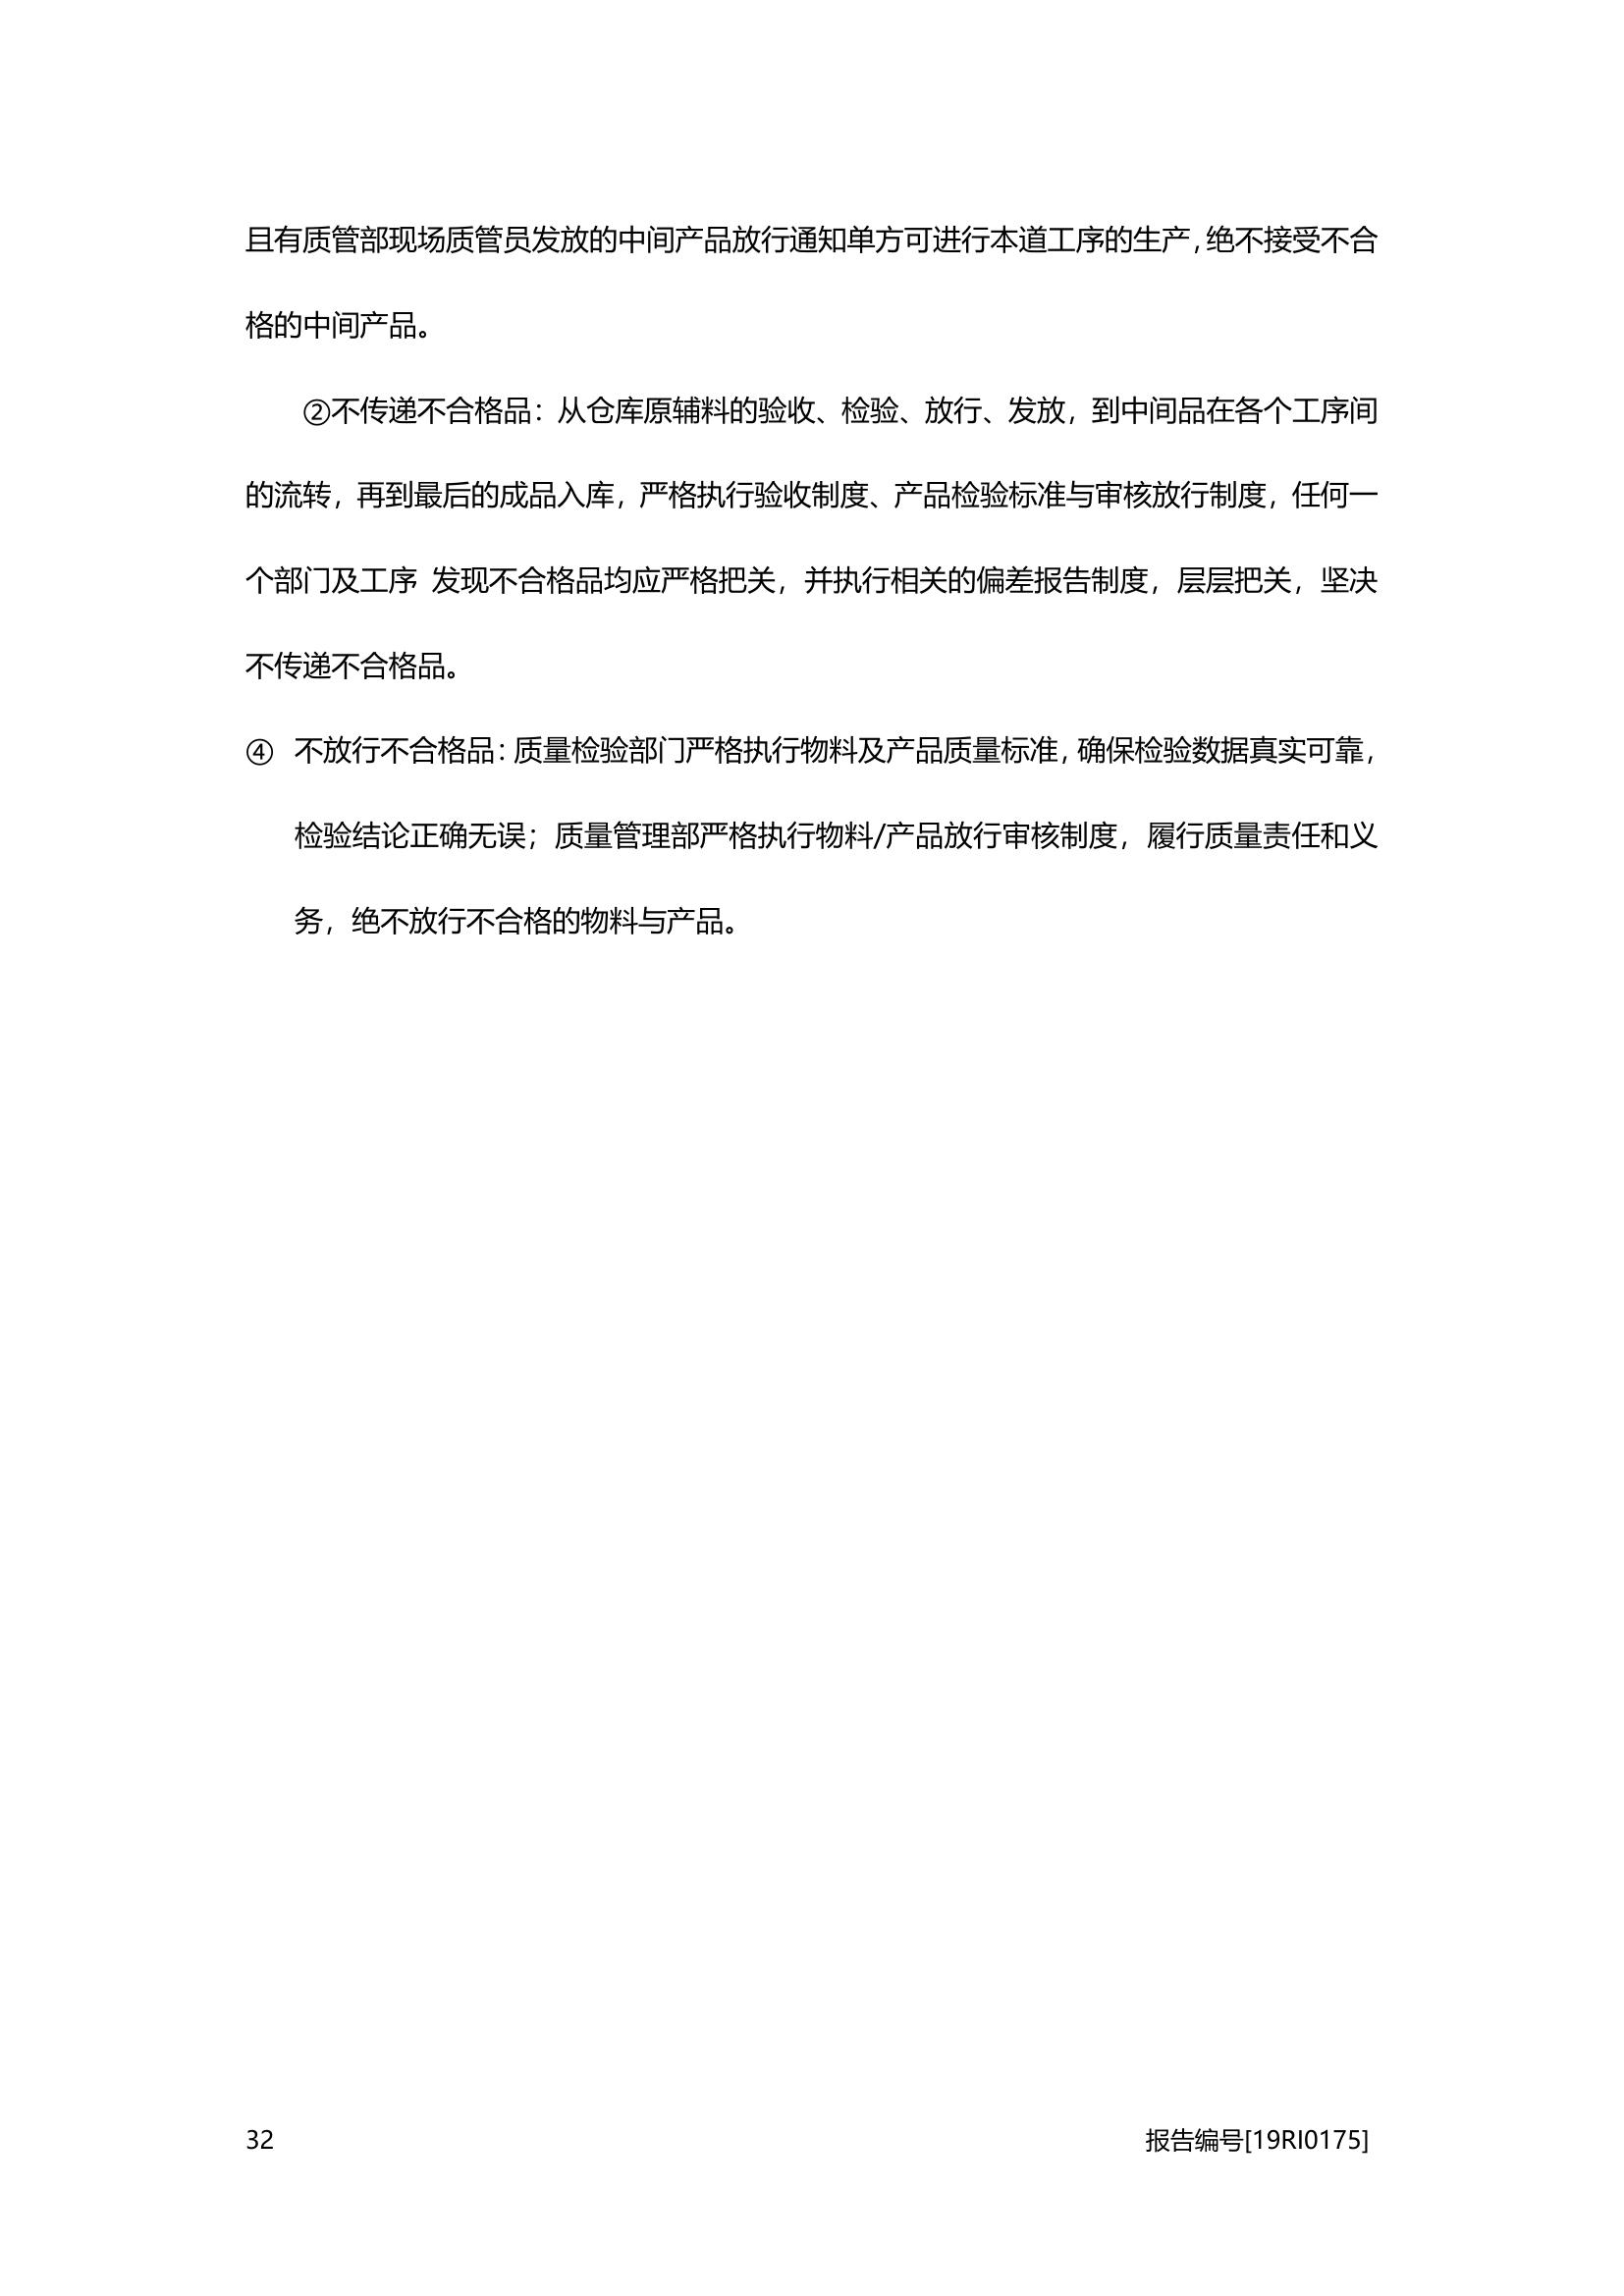 且有质管部现场质管员发放的中间产品放行通知单方可进行本道工序的生产，绝不接受不合
格的中间产品。
②不传递不合格品：从仓库原辅料的验收、检验、放行、发放，到中间品在各个工序间
的流转，再到最后的成品入库，严格执行验收制度、产品检验标准与审核放行制度，任何一
个部门及工序 发现不合格品均应严格把关，并执行相关的偏差报告制度，层层把关，坚决
不传递不合格品。
④ 不放行不合格品：质量检验部门严格执行物料及产品质量标准，确保检验数据真实可靠，
检验结论正确无误；质量管理部严格执行物料/产品放行审核制度，履行质量责任和义
务，绝不放行不合格的物料与产品。
32 报告编号[19RI0175]